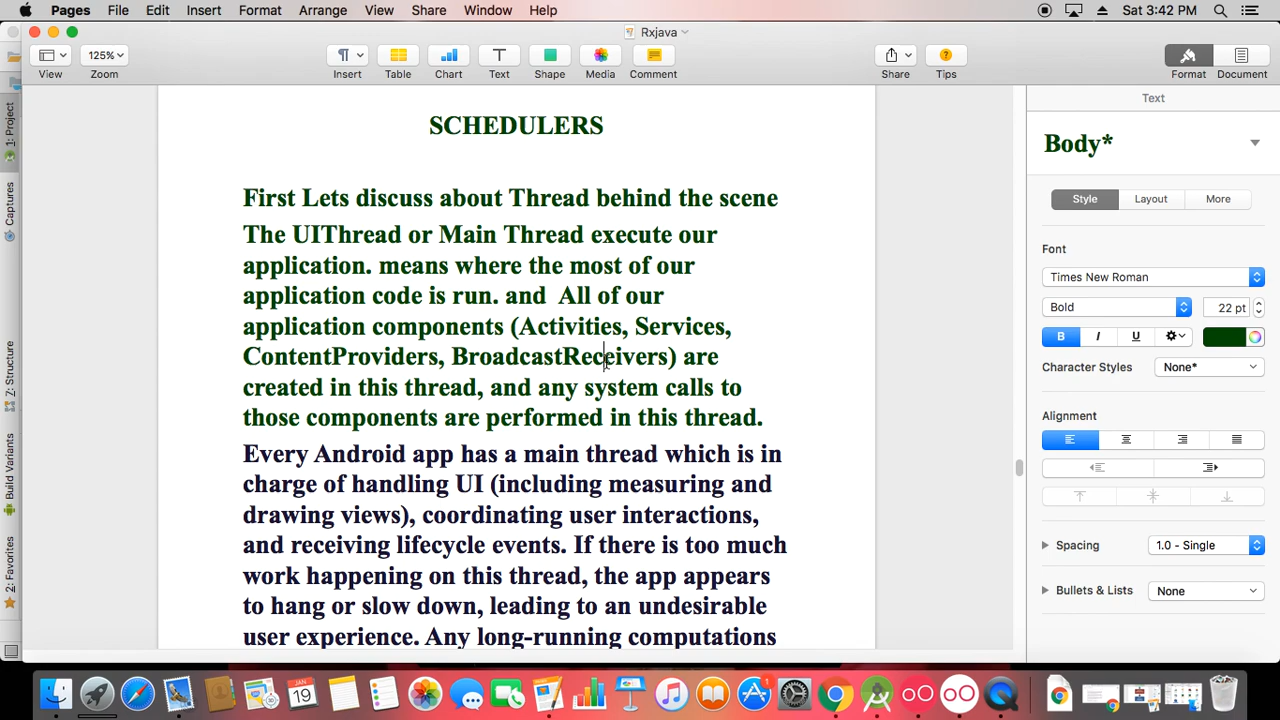 Pages File Edit Insert Format Arrange View Share Window Help Sat 3:42 PM
Rxjava
125%
View Zoom Insert Table Chart Text Shape Media Comment Share Tips Format Document
1: Project
Captures
Z: Structure
Build Variants
2: Favorites
SCHEDULERS
First Lets discuss about Thread behind the scene
The UIThread or Main Thread execute our
application. means where the most of our
application code is run. and All of our
application components (Activities, Services,
ContentProviders, BroadcastReceivers) are
created in this thread, and any system calls to
those components are performed in this thread.
Every Android app has a main thread which is in
charge of handling UI (including measuring and
drawing views), coordinating user interactions,
and receiving lifecycle events. If there is too much
work happening on this thread, the app appears
to hang or slow down, leading to an undesirable
user experience. Any long-running computations
Text
Body*
Style Layout More
Font
Times New Roman
Bold 22 pt
B I U
Character Styles None*
Alignment
Spacing 1.0 - Single
Bullets & Lists None
JAN
19
1